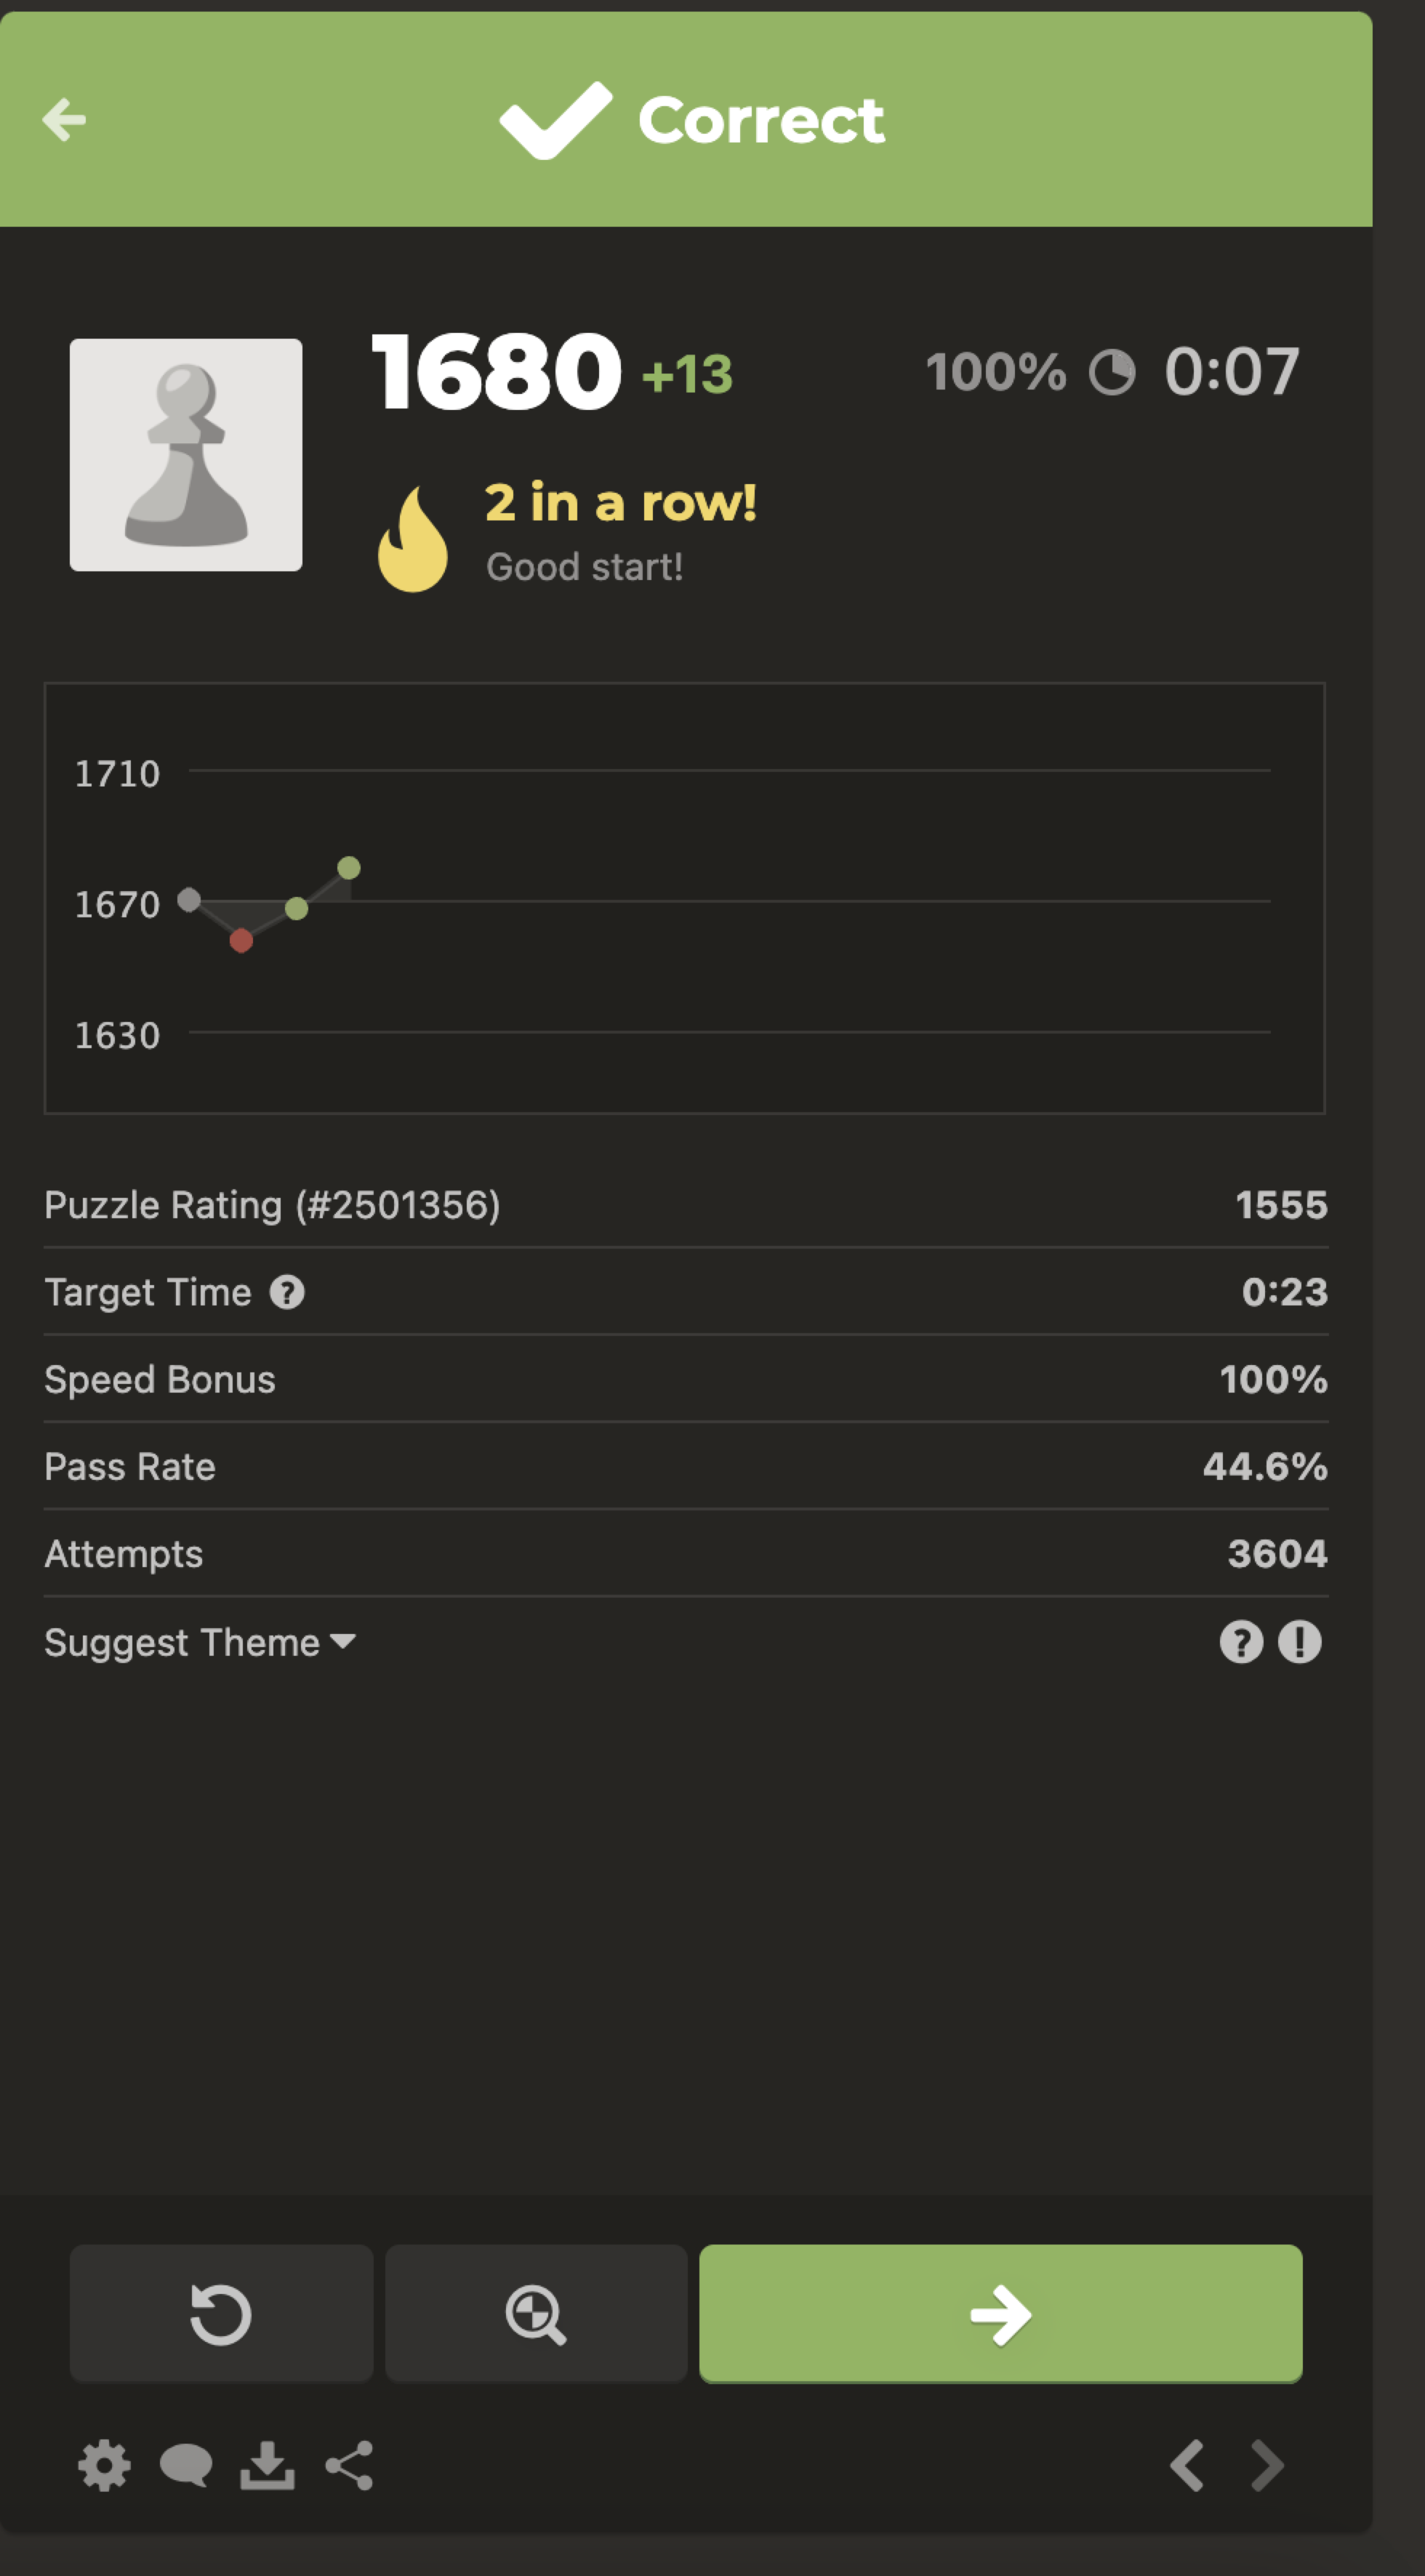 Correct
1680 +13 100% 0:07
2 in a row!
Good start!
1710
1670
1630
Puzzle Rating (#2501356) 1555
Target Time ? 0:23
Speed Bonus 100%
Pass Rate 44.6%
Attempts 3604
Suggest Theme ? !